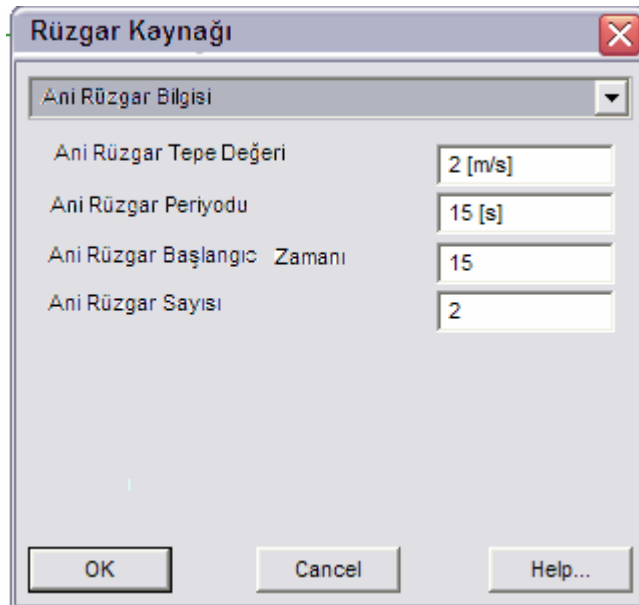 Rüzgar Kaynağı
Ani Rüzgar Bilgisi
Ani Rüzgar Tepe Değeri 2 [m/s]
Ani Rüzgar Periyodu 15 [s]
Ani Rüzgar Başlangıc Zamanı 15
Ani Rüzgar Sayısı 2
OK Cancel Help...